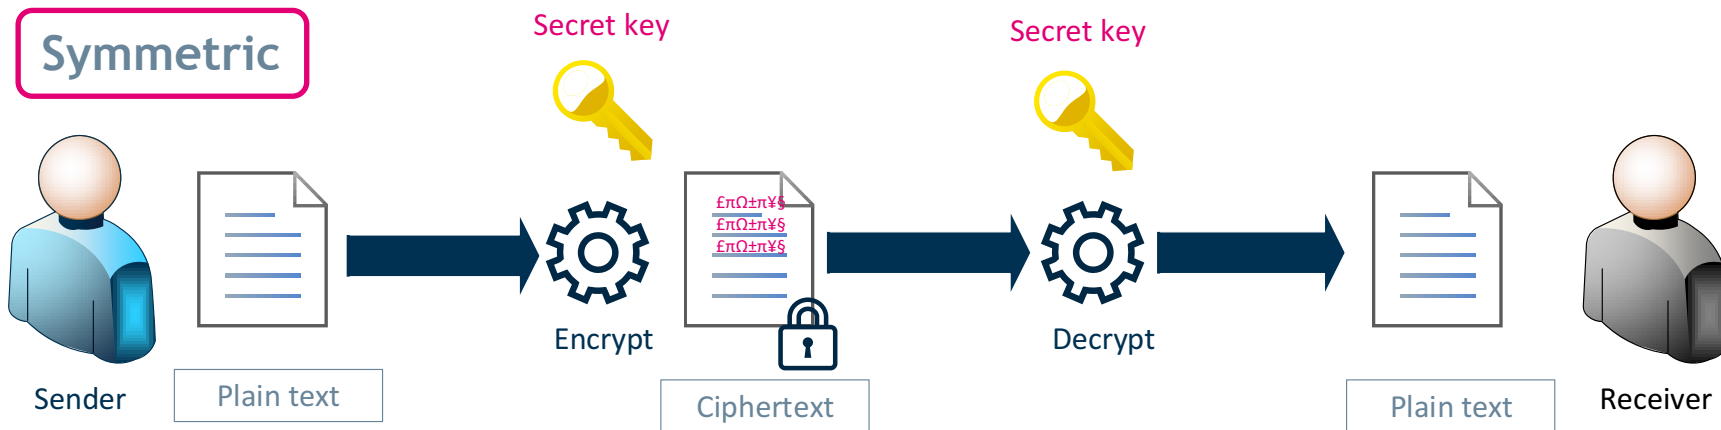 Symmetric
Secret key
Secret key
£πΩ±π¥§
£πΩ±π¥§
£πΩ±π¥§
Encrypt
Decrypt
Sender
Plain text
Ciphertext
Plain text
Receiver